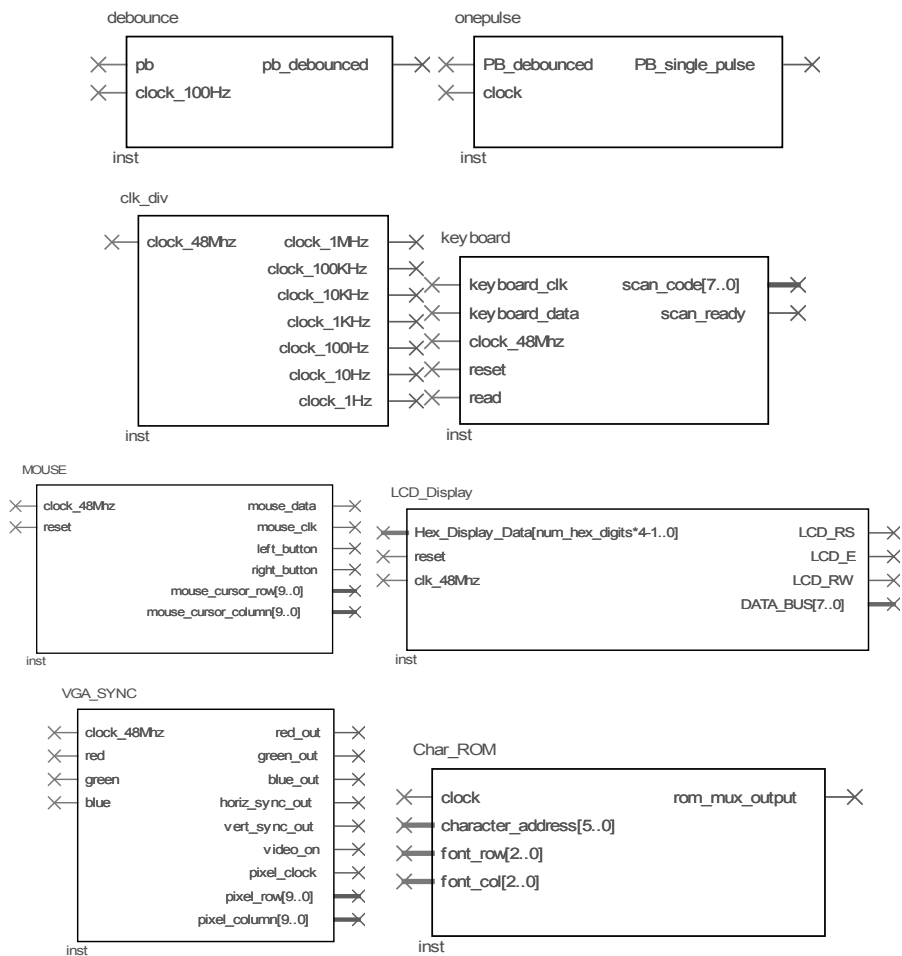 debounce
pb pb_debounced
clock_100Hz
inst
onepulse
PB_debounced PB_single_pulse
clock
inst
clk_div
clock_48Mhz clock_1MHz
clock_100KHz
clock_10KHz
clock_1KHz
clock_100Hz
clock_10Hz
clock_1Hz
inst
keyboard
keyboard_clk scan_code[7..0]
keyboard_data scan_ready
clock_48Mhz
reset
read
inst
MOUSE
clock_48Mhz mouse_data
reset mouse_clk
left_button
right_button
mouse_cursor_row[9..0]
mouse_cursor_column[9..0]
inst
LCD_Display
Hex_Display_Data[num_hex_digits*4-1..0] LCD_RS
reset LCD_E
clk_48Mhz LCD_RW
DATA_BUS[7..0]
inst
VGA_SYNC
clock_48Mhz red_out
red green_out
green blue_out
blue horiz_sync_out
vert_sync_out
video_on
pixel_clock
pixel_row[9..0]
pixel_column[9..0]
inst
Char_ROM
clock rom_mux_output
character_address[5..0]
font_row[2..0]
font_col[2..0]
inst